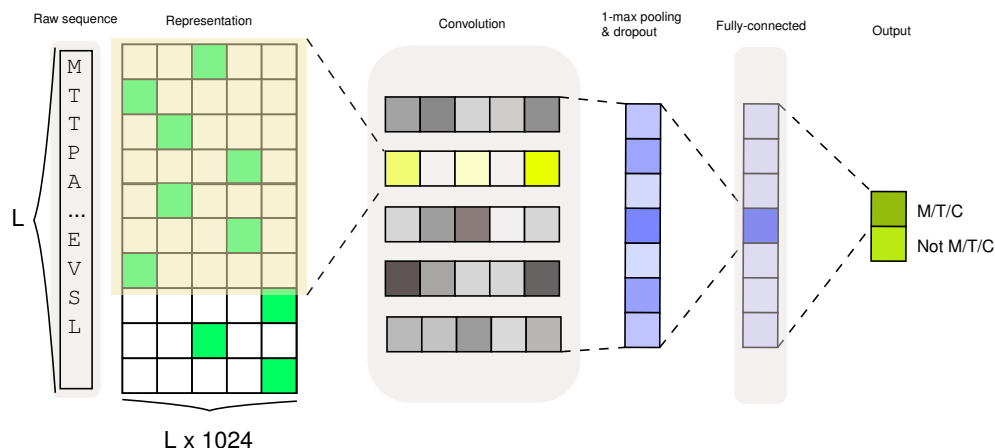 Raw sequence
Representation
Convolution
1-max pooling
& dropout
Fully-connected
Output
L
M
T
T
P
A
...
E
V
S
L
M/T/C
Not M/T/C
L x 1024